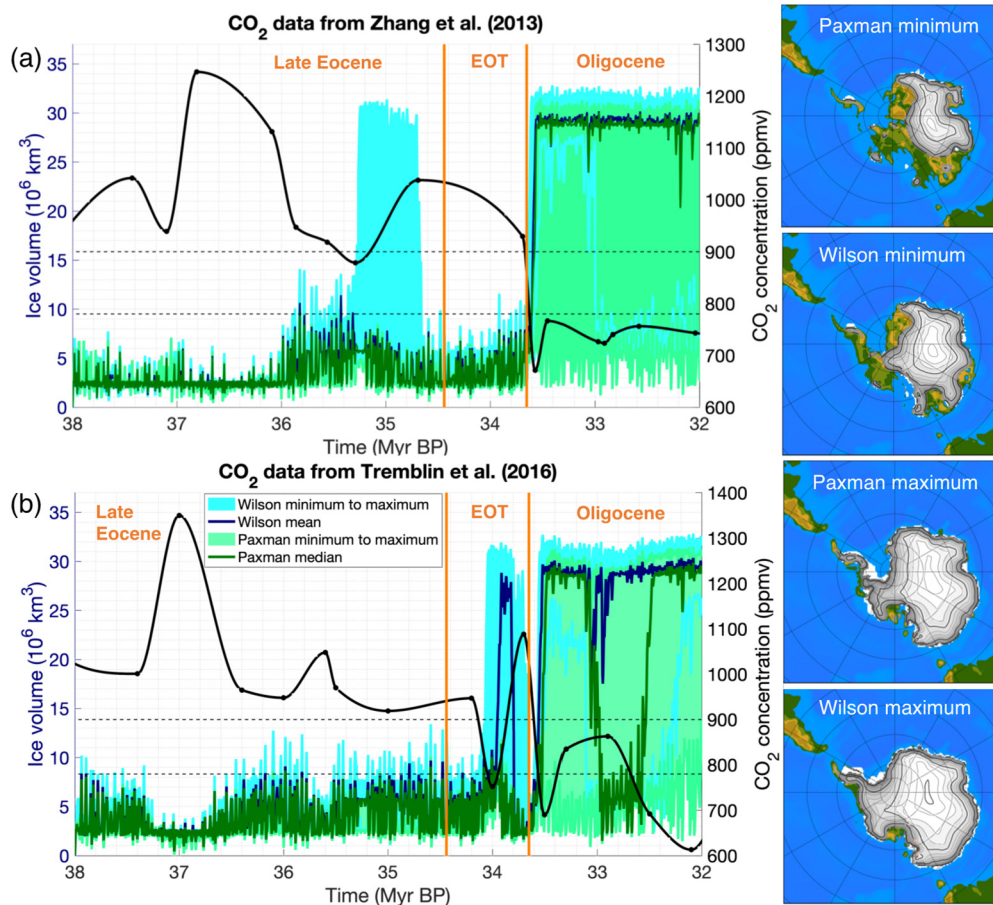 CO2 data from Zhang et al. (2013)
(a)
Late Eocene
EOT
Oligocene
Ice volume (10^6 km^3)
35
30
25
20
15
10
5
0
CO2 concentration (ppmv)
1300
1200
1100
1000
900
800
700
600
38
37
36
35
34
33
32
Time (Myr BP)
CO2 data from Tremblin et al. (2016)
(b)
Late
Eocene
Wilson minimum to maximum
Wilson mean
Paxman minimum to maximum
Paxman median
EOT
Oligocene
Ice volume (10^6 km^3)
35
30
25
20
15
10
5
0
CO2 concentration (ppmv)
1400
1300
1200
1100
1000
900
800
700
600
38
37
36
35
34
33
32
Time (Myr BP)
Paxman minimum
Wilson minimum
Paxman maximum
Wilson maximum